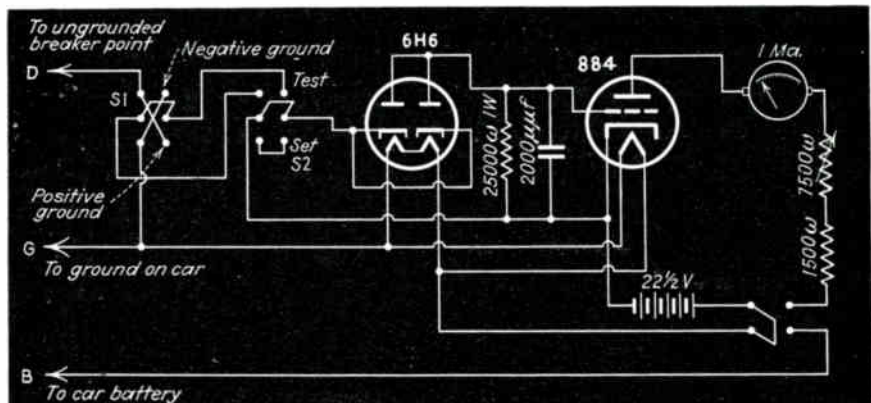 To ungrounded
breaker point
Negative ground
D
S1
Test
Set
S2
Positive
ground
G
To ground on car
B
To car battery
6H6
25000ω 1W
2000μμf
884
1 Ma.
7500ω
1500ω
22½ V